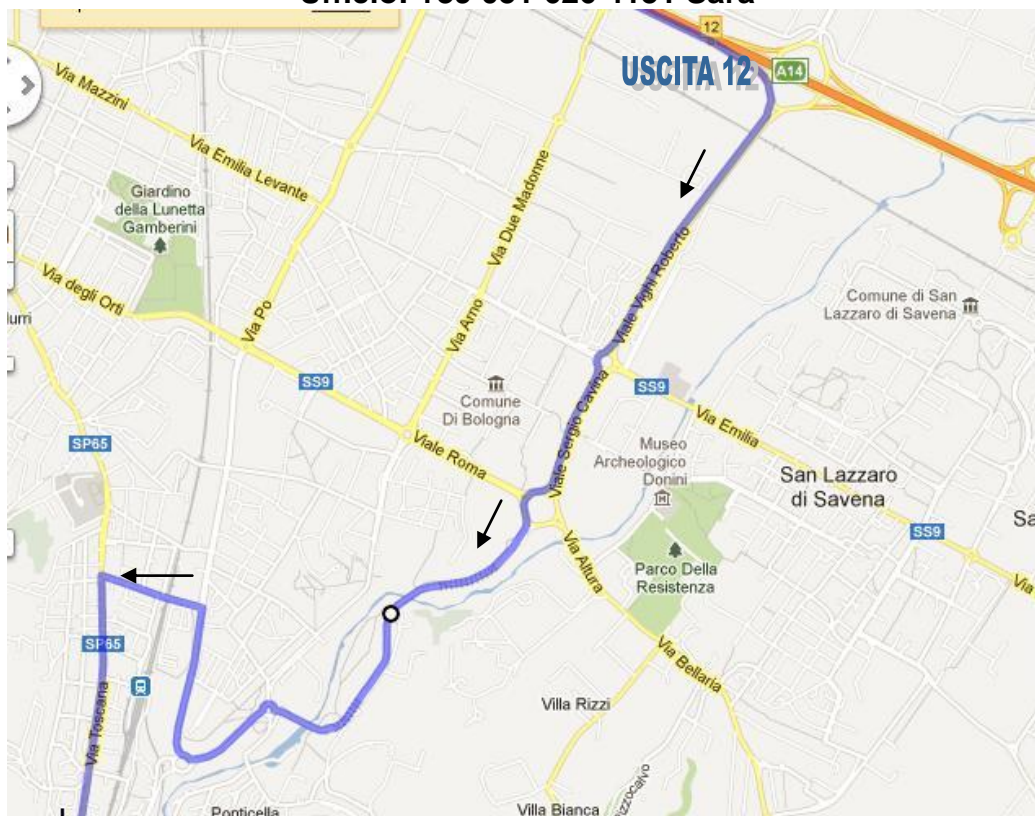 12
A14
USCITA 12
Via Mazzini
Via Emilia Levante
Giardino
della Lunetta
Gamberini
Via Due Madonne
Via degli Orti
Via Po
Via Arno
Viale Vighi Roberto
Comune di San
Lazzaro di Savena
SS9
Comune
Di Bologna
Viale Sergio Cavina
SS9
Via Emilia
SP65
Viale Roma
Museo
Archeologico
Donini
San Lazzaro
di Savena
SS9
Via Altura
Parco Della
Resistenza
SP65
Via Toscana
Via Bellaria
Villa Rizzi
Villa Bianca
Ponticella